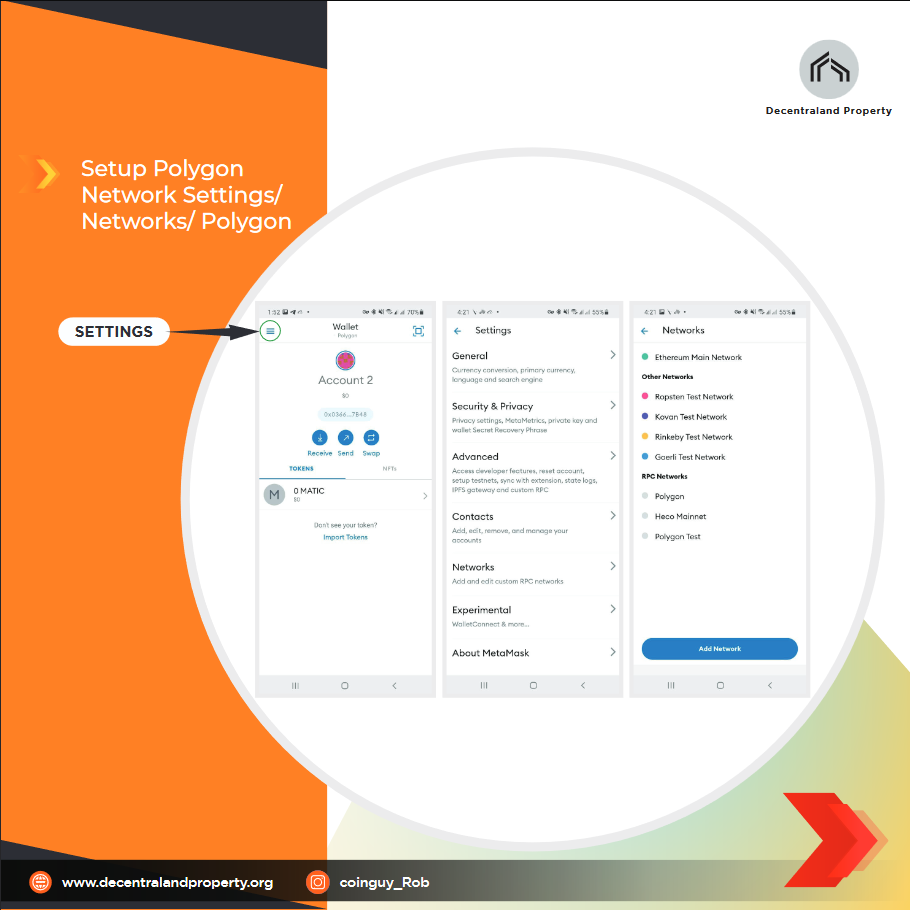 Decentraland Property
Setup Polygon
Network Settings/
Networks/ Polygon
SETTINGS
1:52
70%
Wallet
Polygon
Account 2
$0
0x0366...7B48
Receive Send Swap
TOKENS NFTs
M
0 MATIC
$0
Don't see your token?
Import Tokens
4:21
55%
Settings
General
Currency conversion, primary currency,
language and search engine
Security & Privacy
Privacy settings, MetaMetrics, private key and
wallet Secret Recovery Phrase
Advanced
Access developer features, reset account,
setup testnets, sync with extension, state logs,
IPFS gateway and custom RPC
Contacts
Add, edit, remove, and manage your
accounts
Networks
Add and edit custom RPC networks
Experimental
WalletConnect & more...
About MetaMask
4:21
55%
Networks
Ethereum Main Network
Other Networks
Ropsten Test Network
Kovan Test Network
Rinkeby Test Network
Goerli Test Network
RPC Networks
Polygon
Heco Mainnet
Polygon Test
Add Network
www.decentralandproperty.org
coinguy_Rob